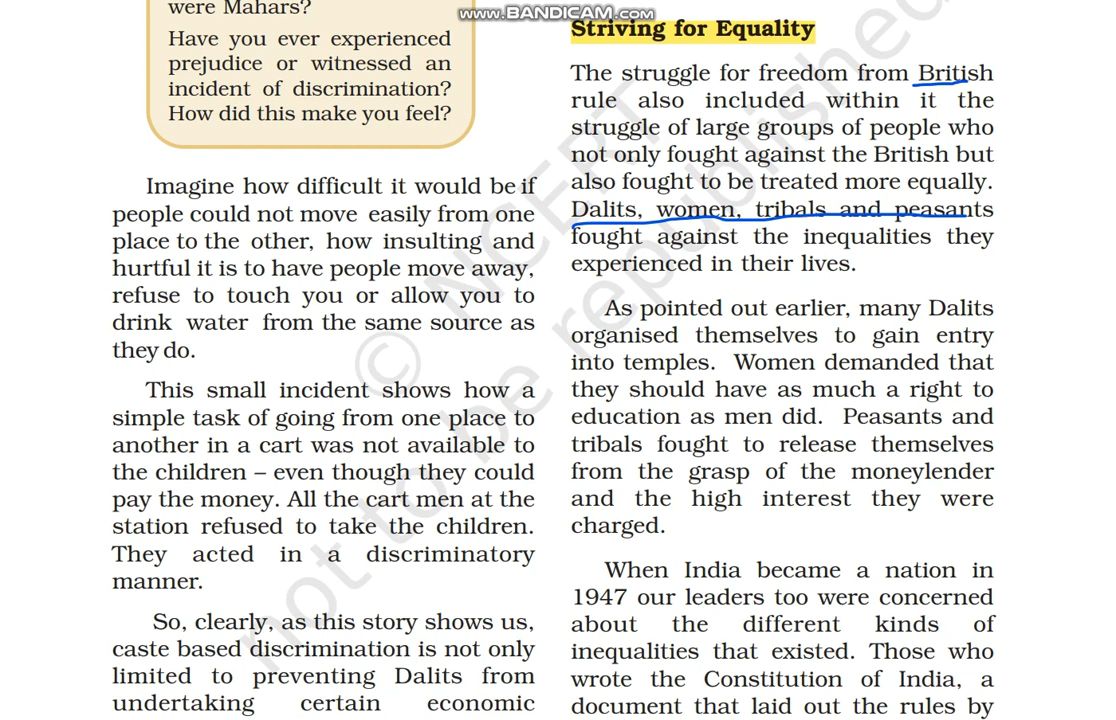 www.BANDICAM.com
were Mahars?
Have you ever experienced
prejudice or witnessed an
incident of discrimination?
How did this make you feel?
Imagine how difficult it would be if
people could not move easily from one
place to the other, how insulting and
hurtful it is to have people move away,
refuse to touch you or allow you to
drink water from the same source as
they do.
This small incident shows how a
simple task of going from one place to
another in a cart was not available to
the children – even though they could
pay the money. All the cart men at the
station refused to take the children.
They acted in a discriminatory
manner.
So, clearly, as this story shows us,
caste based discrimination is not only
limited to preventing Dalits from
undertaking certain economic
Striving for Equality
The struggle for freedom from British
rule also included within it the
struggle of large groups of people who
not only fought against the British but
also fought to be treated more equally.
Dalits, women, tribals and peasants
fought against the inequalities they
experienced in their lives.
As pointed out earlier, many Dalits
organised themselves to gain entry
into temples. Women demanded that
they should have as much a right to
education as men did. Peasants and
tribals fought to release themselves
from the grasp of the moneylender
and the high interest they were
charged.
When India became a nation in
1947 our leaders too were concerned
about the different kinds of
inequalities that existed. Those who
wrote the Constitution of India, a
document that laid out the rules by
© NCERT
not to be republished